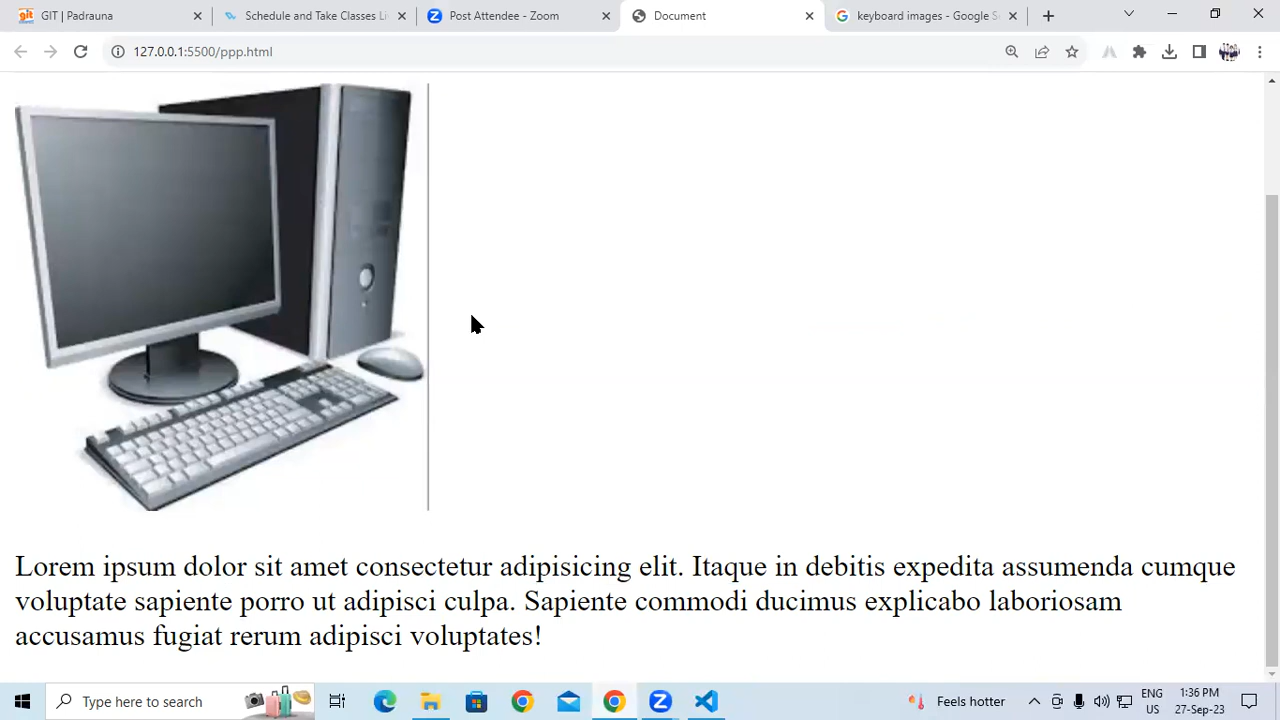 GIT | Padrauna
Schedule and Take Classes Li
Post Attendee - Zoom
Document
keyboard images - Google S
127.0.0.1:5500/ppp.html
Lorem ipsum dolor sit amet consectetur adipisicing elit. Itaque in debitis expedita assumenda cumque
voluptate sapiente porro ut adipisci culpa. Sapiente commodi ducimus explicabo laboriosam
accusamus fugiat rerum adipisci voluptates!
Type here to search
Feels hotter
ENG
US
1:36 PM
27-Sep-23